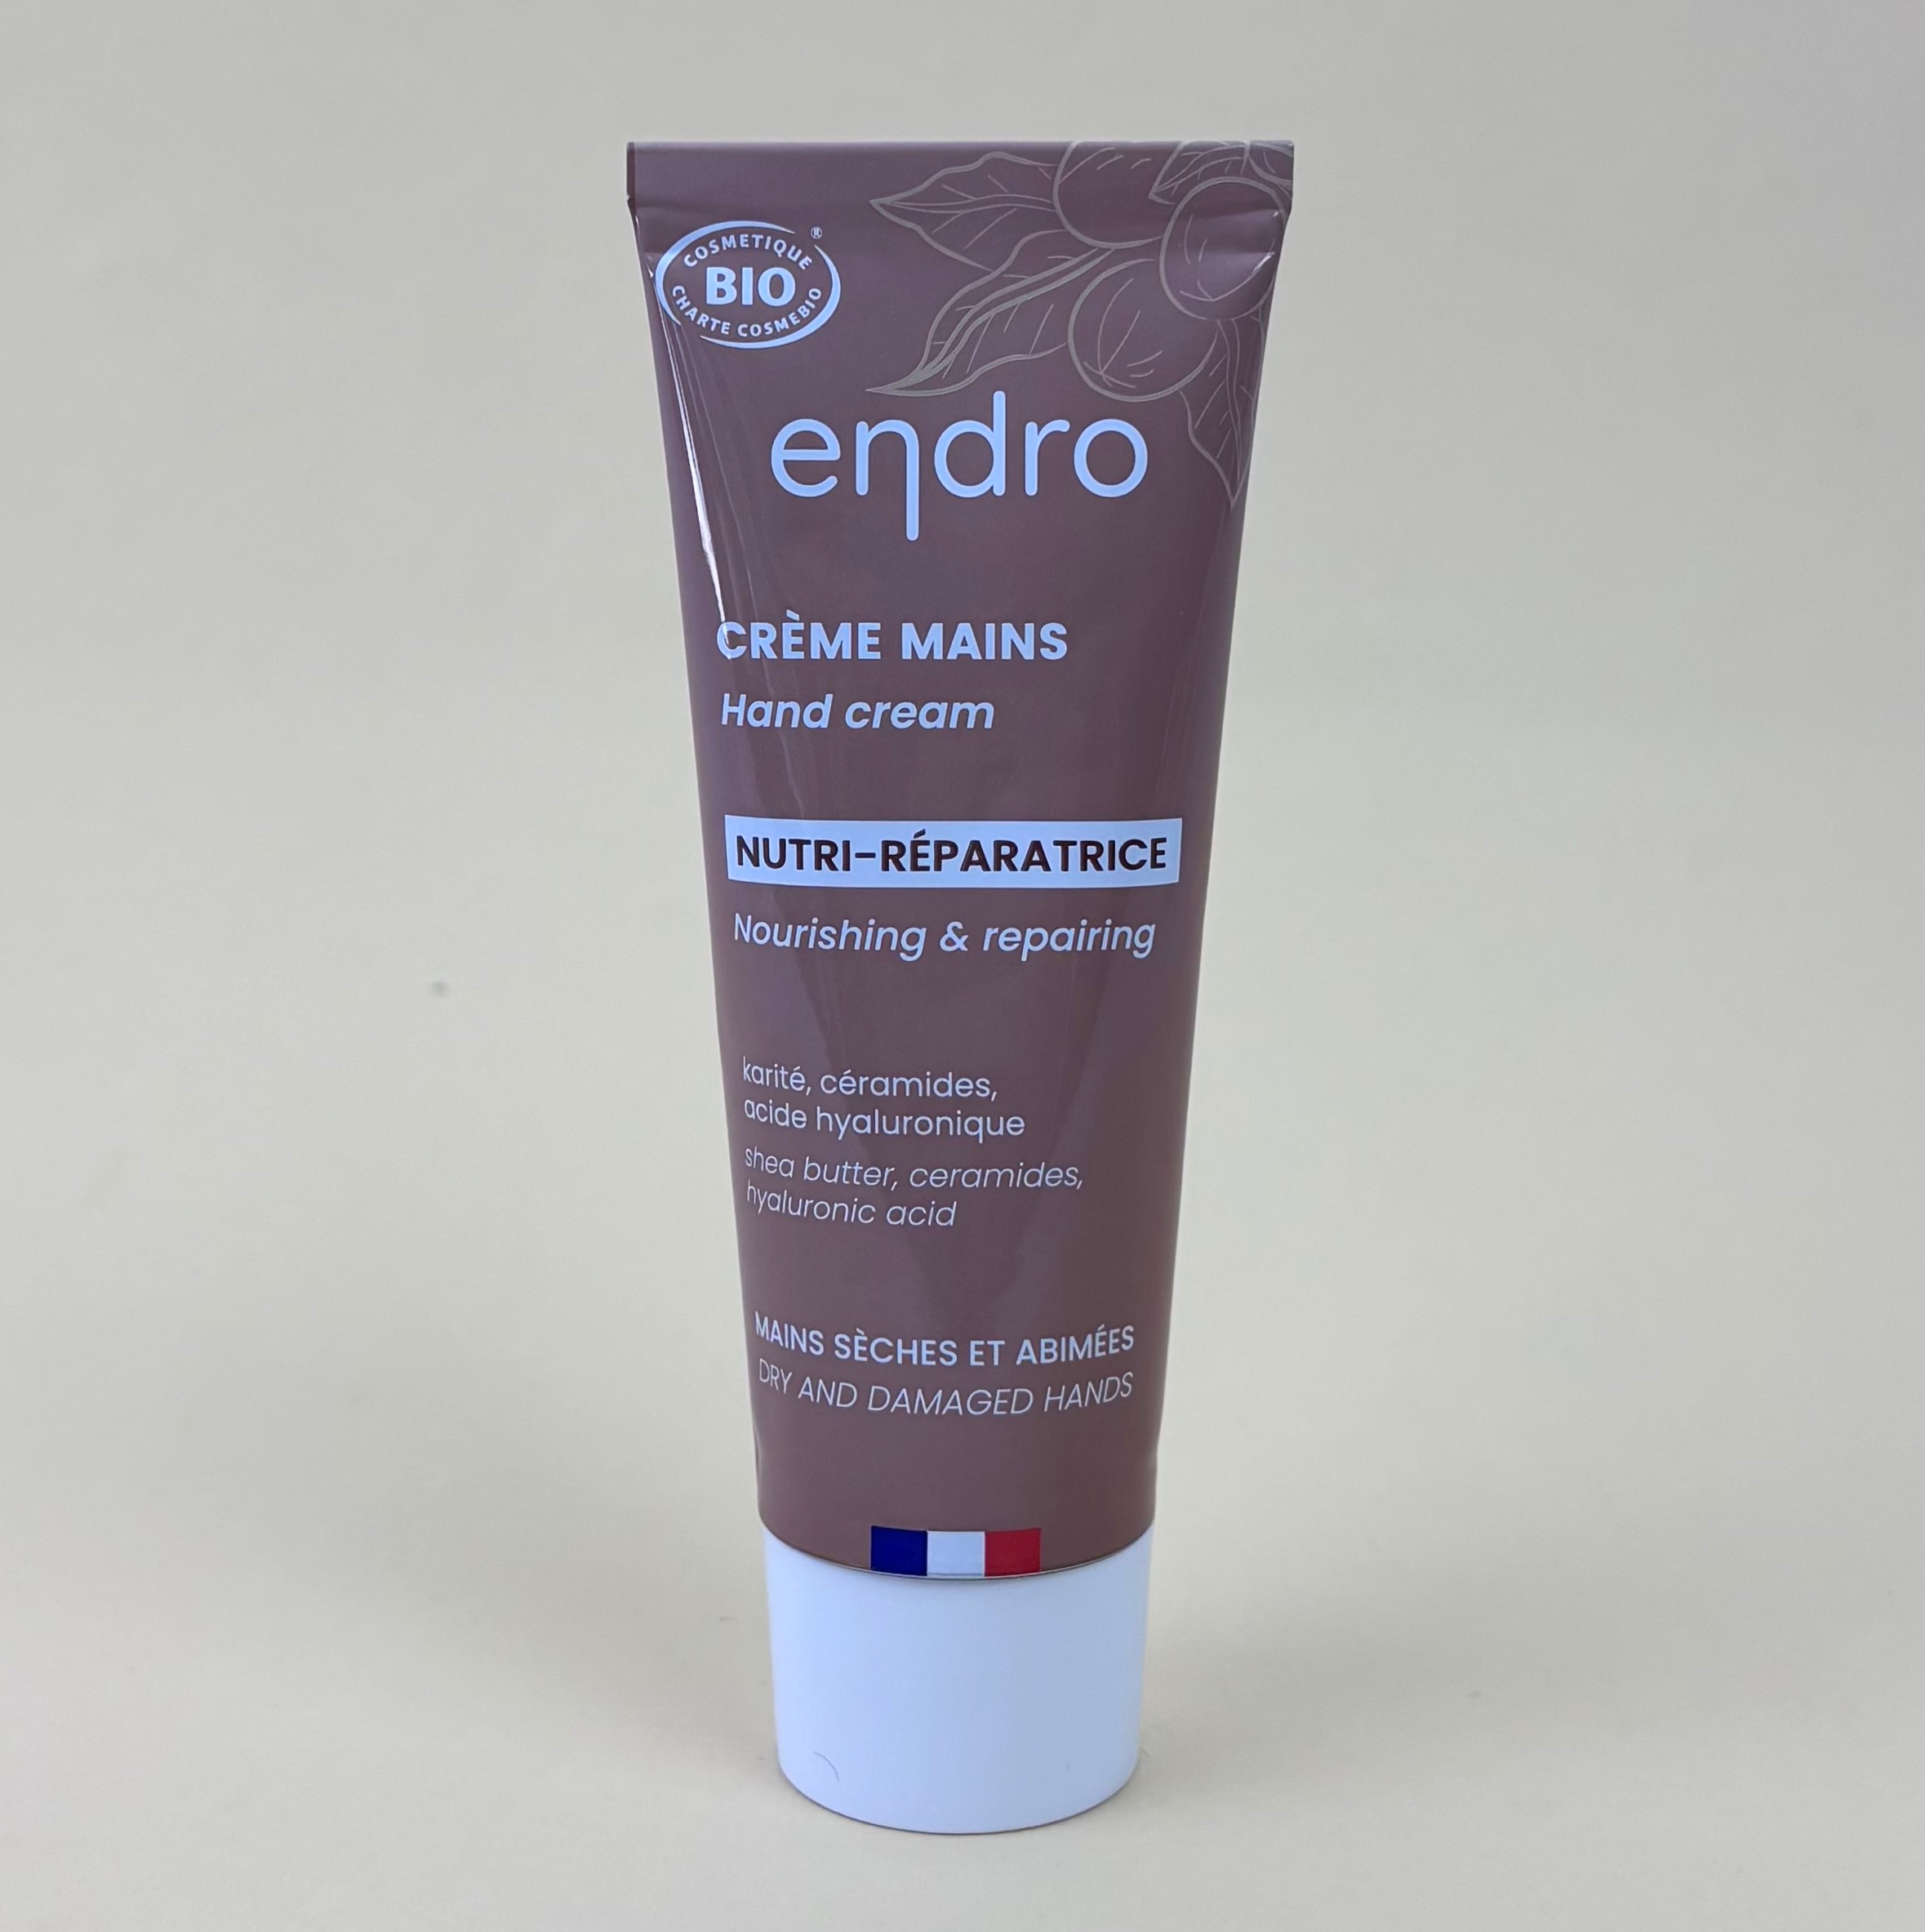 COSMETIQUE ®
BIO
CHARTE COSMEBIO
endro
CRÈME MAINS
Hand cream
NUTRI-RÉPARATRICE
Nourishing & repairing
karité, céramides,
acide hyaluronique
shea butter, ceramides,
hyaluronic acid
MAINS SÈCHES ET ABIMÉES
DRY AND DAMAGED HANDS